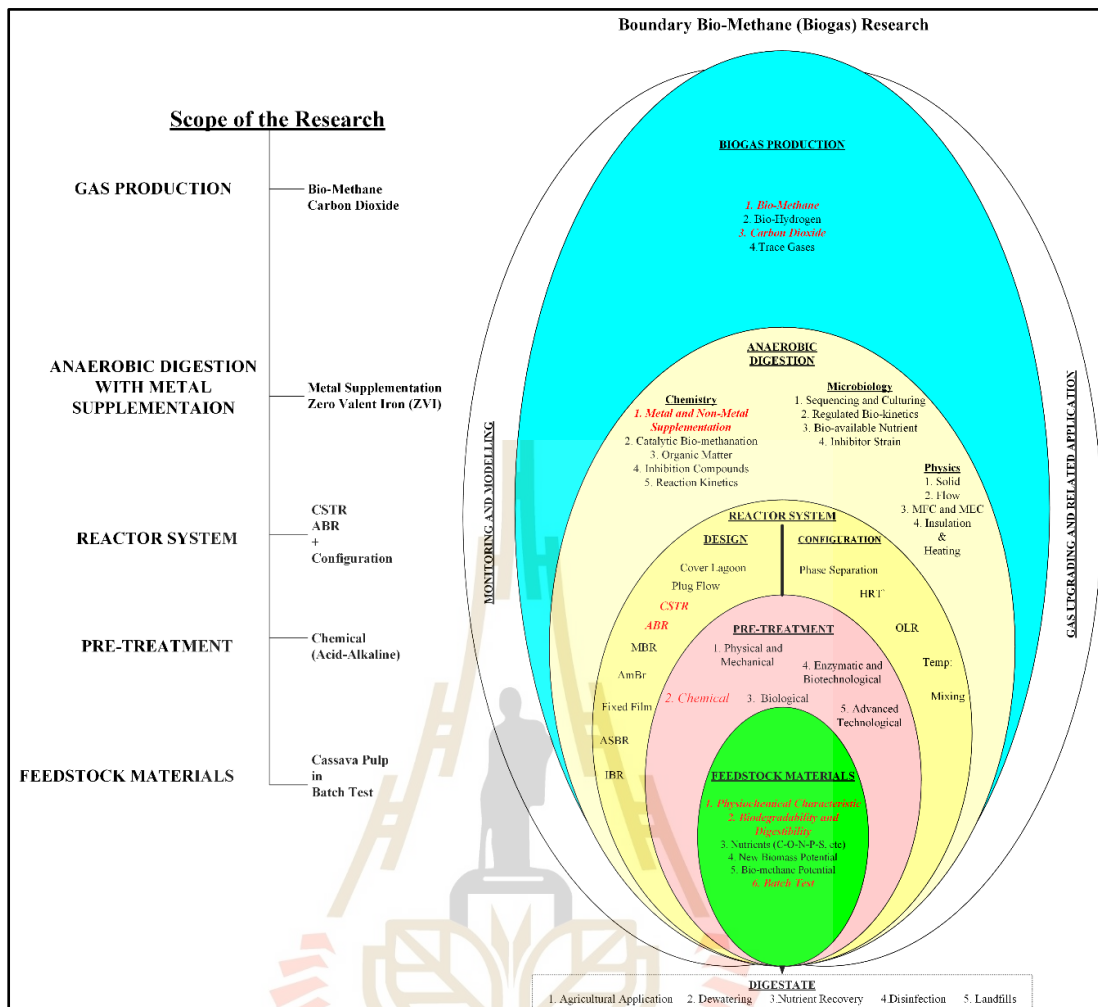 Boundary Bio-Methane (Biogas) Research
Scope of the Research
GAS PRODUCTION
Bio-Methane
Carbon Dioxide
ANAEROBIC DIGESTION
WITH METAL
SUPPLEMENTAION
Metal Supplementation
Zero Valent Iron (ZVI)
REACTOR SYSTEM
CSTR
ABR
+
Configuration
PRE-TREATMENT
Chemical
(Acid-Alkaline)
FEEDSTOCK MATERIALS
Cassava Pulp
in
Batch Test
MONITORING AND MODELLING
BIOGAS PRODUCTION
1. Bio-Methane
2. Bio-Hydrogen
3. Carbon Dioxide
4.Trace Gases
ANAEROBIC
DIGESTION
Chemistry
1. Metal and Non-Metal
Supplementation
2. Catalytic Bio-methanation
3. Organic Matter
4. Inhibition Compounds
5. Reaction Kinetics
Microbiology
1. Sequencing and Culturing
2. Regulated Bio-kinetics
3. Bio-available Nutrient
4. Inhibitor Strain
Physics
1. Solid
2. Flow
3. MFC and MEC
4. Insulation
&
Heating
REACTOR SYSTEM
DESIGN
Cover Lagoon
Plug Flow
CSTR
ABR
MBR
AmBr
Fixed Film
ASBR
IBR
CONFIGURATION
Phase Separation
HRT`
OLR
Temp:
Mixing
PRE-TREATMENT
1. Physical and
Mechanical
2. Chemical
3. Biological
4. Enzymatic and
Biotechnological
5. Advanced
Technological
FEEDSTOCK MATERIALS
1. Physiochemical Characteristic
2. Biodegradability and
Digestibility
3. Nutrients (C-O-N-P-S, etc)
4. New Biomass Potential
5. Bio-methane Potential
6. Batch Test
GAS UPGRADING AND RELATED APPLICATION
DIGESTATE
1. Agricultural Application 2. Dewatering 3.Nutrient Recovery 4.Disinfection 5. Landfills